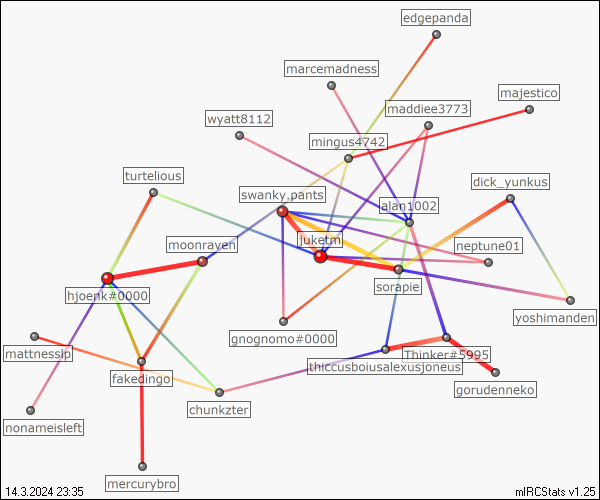 edgepanda
marcemadness
majestico
maddiee3773
wyatt8112
mingus4742
turtelious
dick_yunkus
swanky.pants
alan1002
juketm
moonraven
neptune01
sorapie
hjoenk#0000
yoshimanden
gnognomo#0000
mattnesslp
Thinker#5995
thiccusboiusalexusjoneus
fakedingo
gorudenneko
chunkzter
nonameisleft
mercurybro
14.3.2024 23:35
mIRCStats v1.25